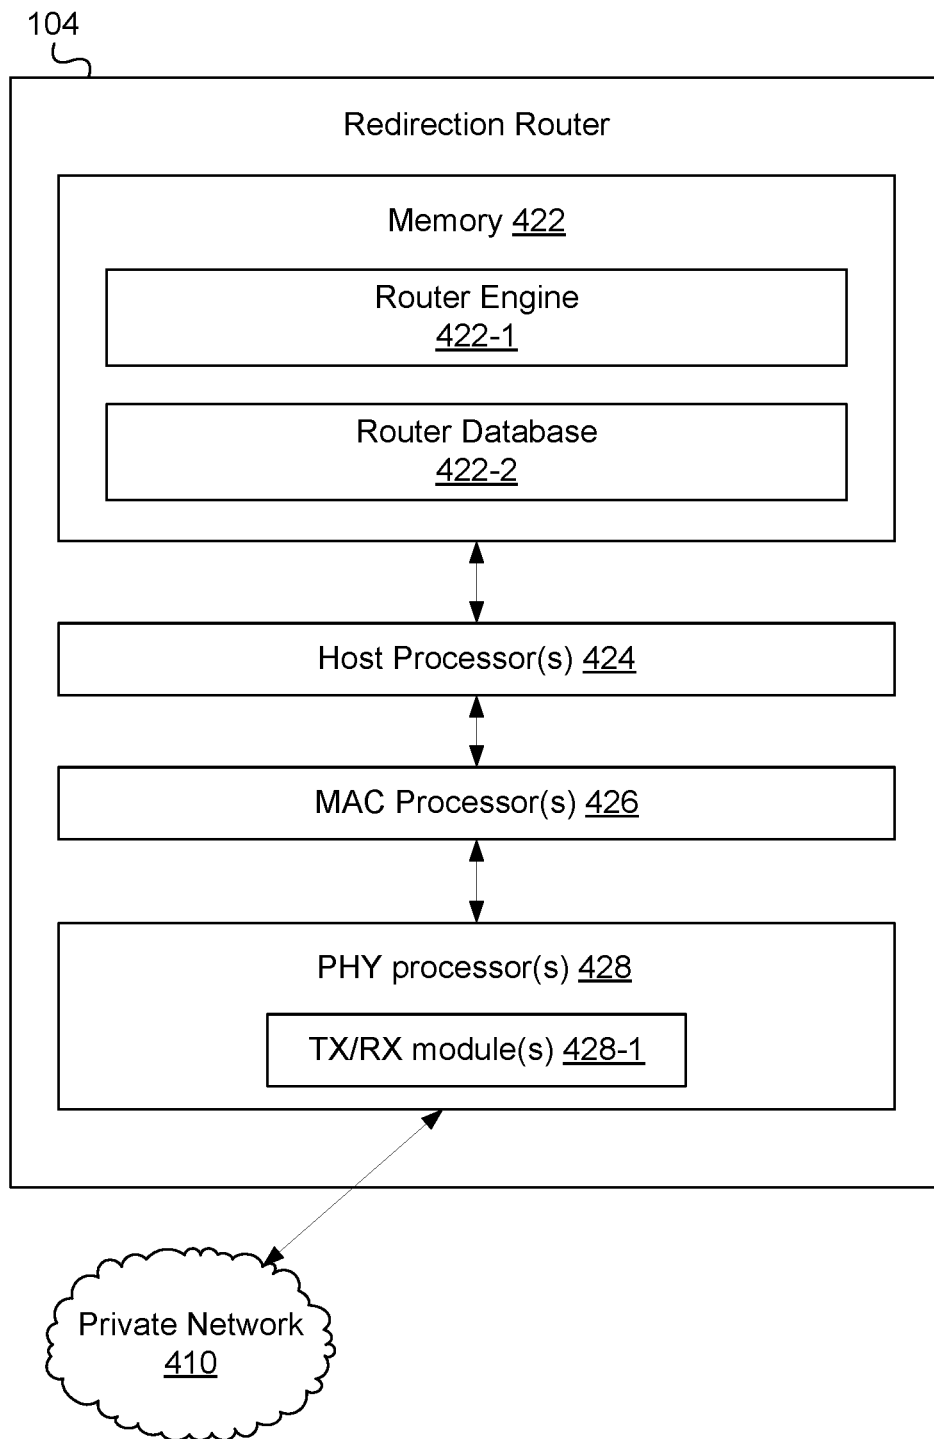 104
Redirection Router
Memory 422
Router Engine
422-1
Router Database
422-2
Host Processor(s) 424
MAC Processor(s) 426
PHY processor(s) 428
TX/RX module(s) 428-1
Private Network
410